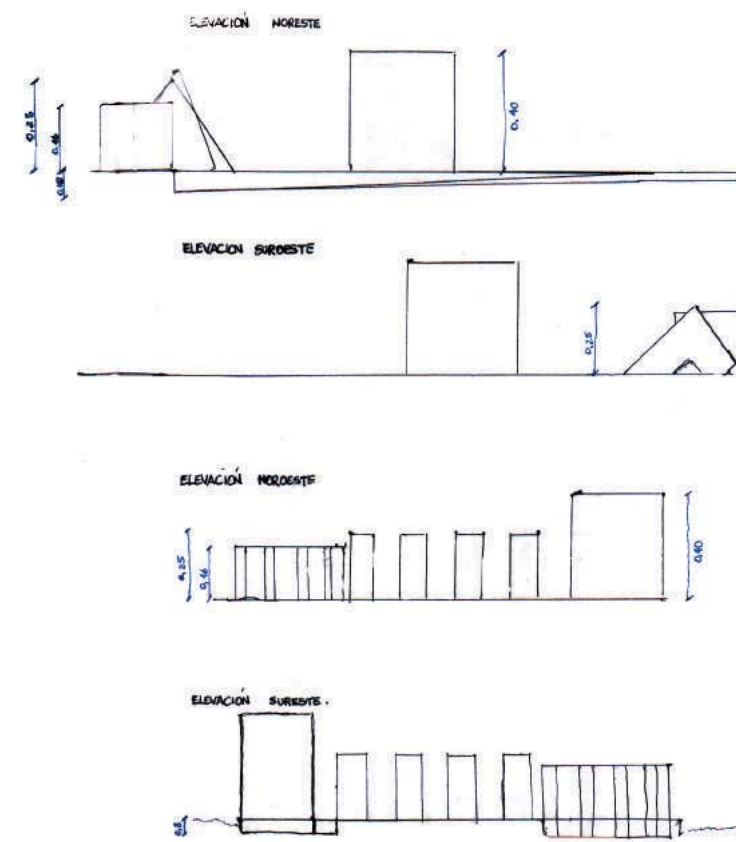 ELEVACIÓN NORESTE
0,25
0,16
0,40
ELEVACION SUROESTE
0,25
ELEVACIÓN NOROESTE
0,25
0,16
0,40
ELEVACIÓN SURESTE.